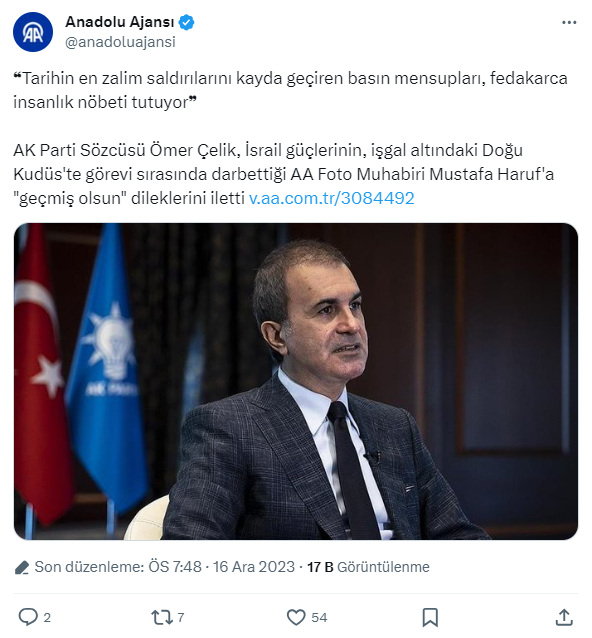 Anadolu Ajansı
@anadoluajansi
❝Tarihin en zalim saldırılarını kayda geçiren basın mensupları, fedakarca
insanlık nöbeti tutuyor❞
AK Parti Sözcüsü Ömer Çelik, İsrail güçlerinin, işgal altındaki Doğu
Kudüs'te görevi sırasında darbettiği AA Foto Muhabiri Mustafa Haruf'a
"geçmiş olsun" dileklerini iletti v.aa.com.tr/3084492
AK PARTİ
Son düzenleme: ÖS 7:48 · 16 Ara 2023 · 17 B Görüntülenme
2 7 54